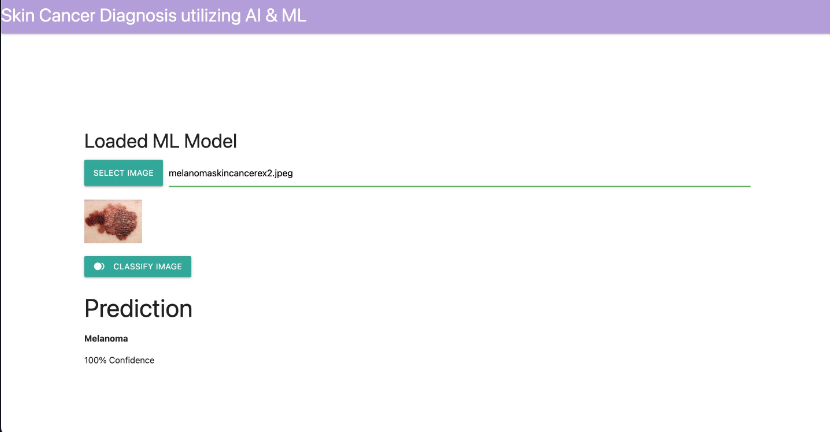 Skin Cancer Diagnosis utilizing AI & ML
Loaded ML Model
SELECT IMAGE melanomaskincancerex2.jpeg
CLASSIFY IMAGE
Prediction
Melanoma
100% Confidence